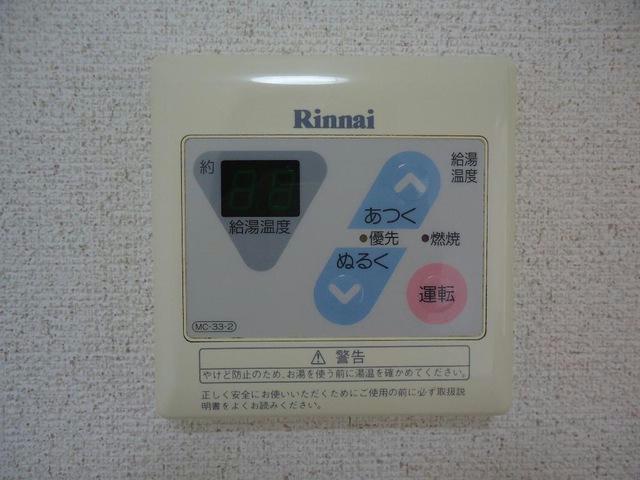 Rinnai
約
給湯温度
給湯
温度
あつく
優先
燃焼
ぬるく
運転
MC-33-2
警告
やけど防止のため、お湯を使う前に湯温を確かめてください。
正しく安全にお使いいただくためにご使用の前に必ず取扱説
明書をよくお読みください。